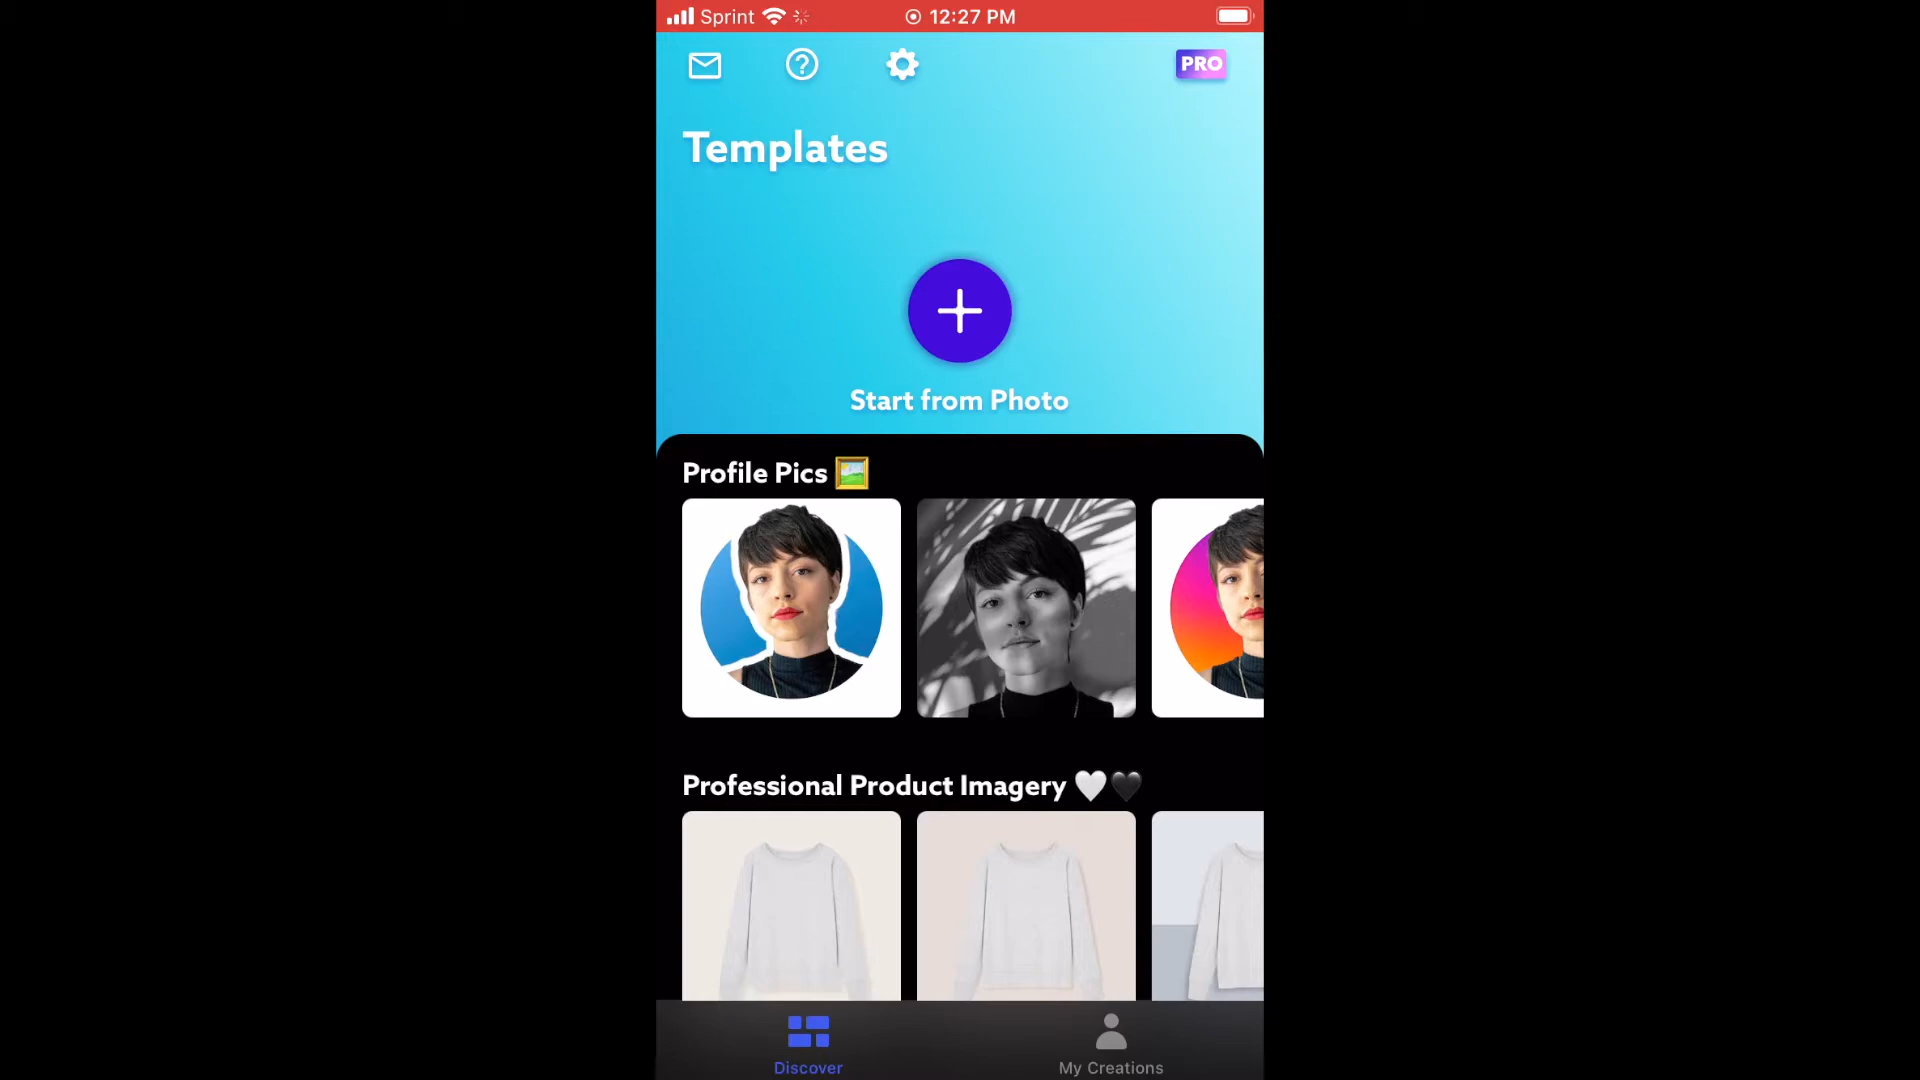 Sprint 12:27 PM
PRO
Templates
Start from Photo
Profile Pics
Professional Product Imagery
Discover My Creations